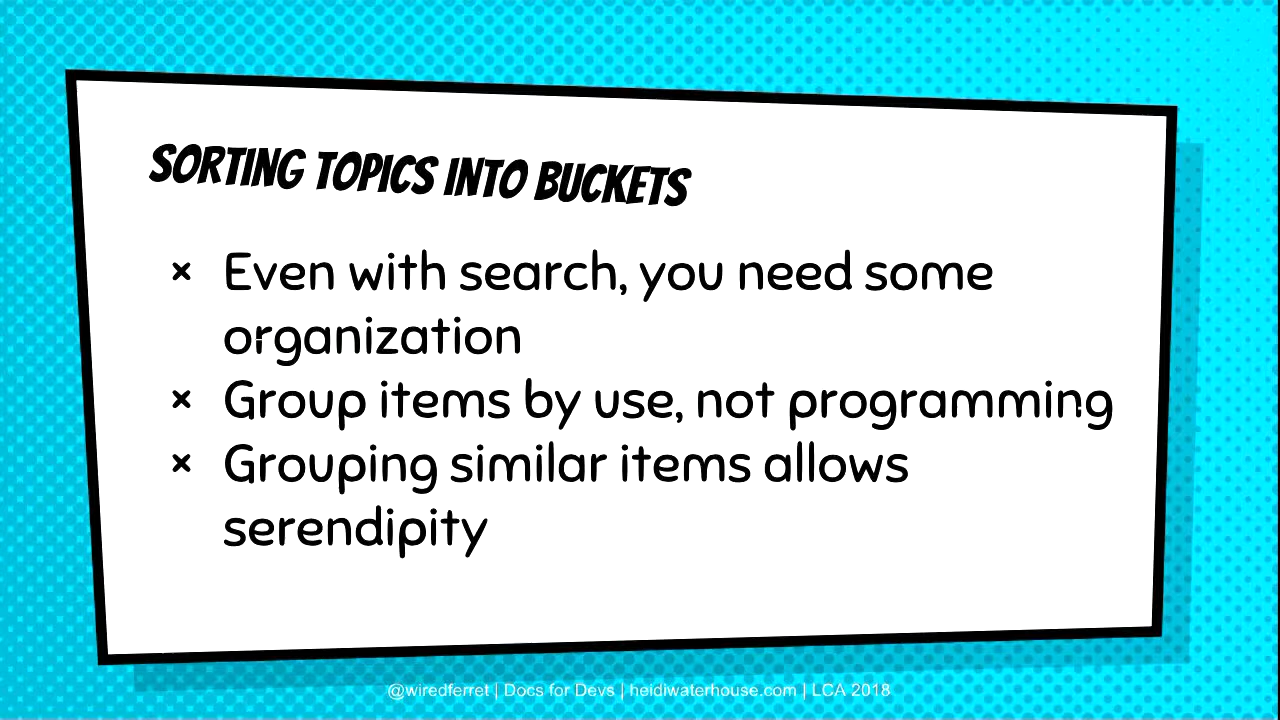 SORTING TOPICS INTO BUCKETS
× Even with search, you need some
organization
× Group items by use, not programming
× Grouping similar items allows
serendipity
@wiredferret | Docs for Devs | heidiwaterhouse.com | LCA 2018